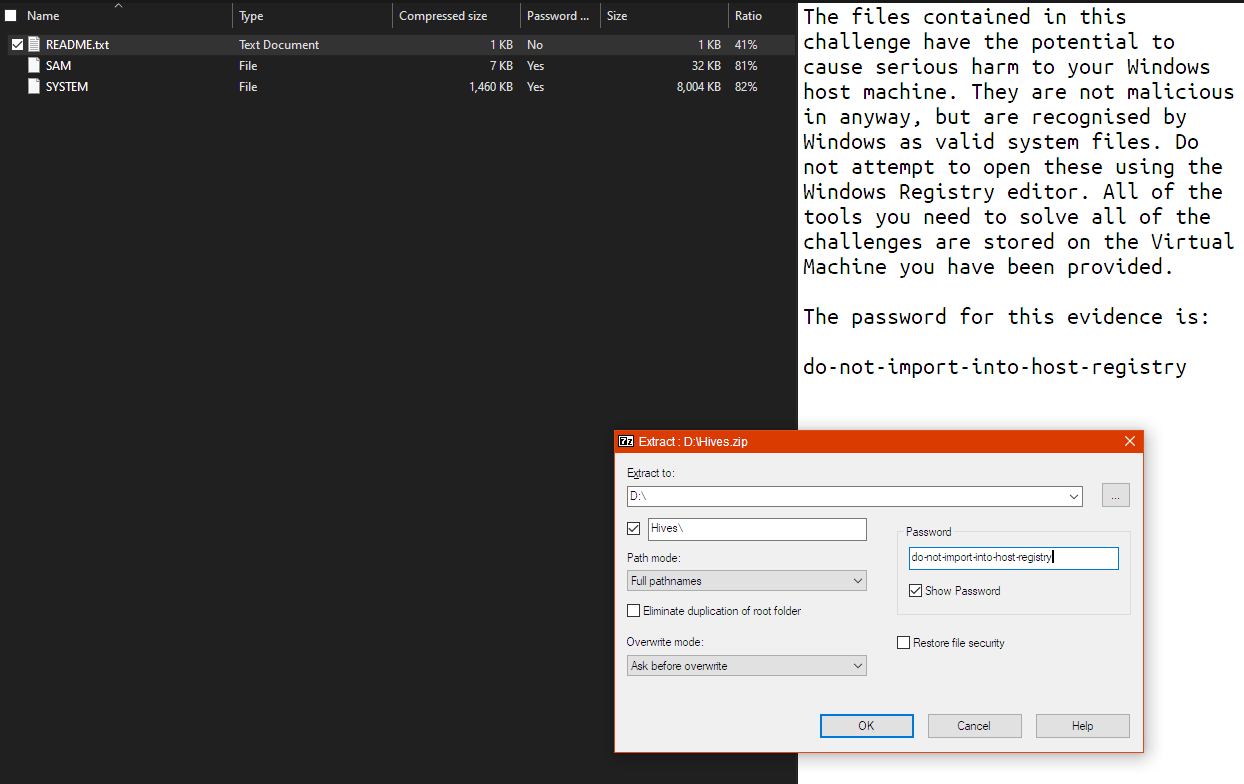 Name Type Compressed size Password ... Size Ratio
README.txt Text Document 1 KB No 1 KB 41%
SAM File 7 KB Yes 32 KB 81%
SYSTEM File 1,460 KB Yes 8,004 KB 82%
The files contained in this
challenge have the potential to
cause serious harm to your Windows
host machine. They are not malicious
in anyway, but are recognised by
Windows as valid system files. Do
not attempt to open these using the
Windows Registry editor. All of the
tools you need to solve all of the
challenges are stored on the Virtual
Machine you have been provided.
The password for this evidence is:
do-not-import-into-host-registry
7z Extract : D:\Hives.zip
Extract to:
D:\
...
Hives\
Path mode:
Full pathnames
Eliminate duplication of root folder
Overwrite mode:
Ask before overwrite
Password
do-not-import-into-host-registry
Show Password
Restore file security
OK Cancel Help